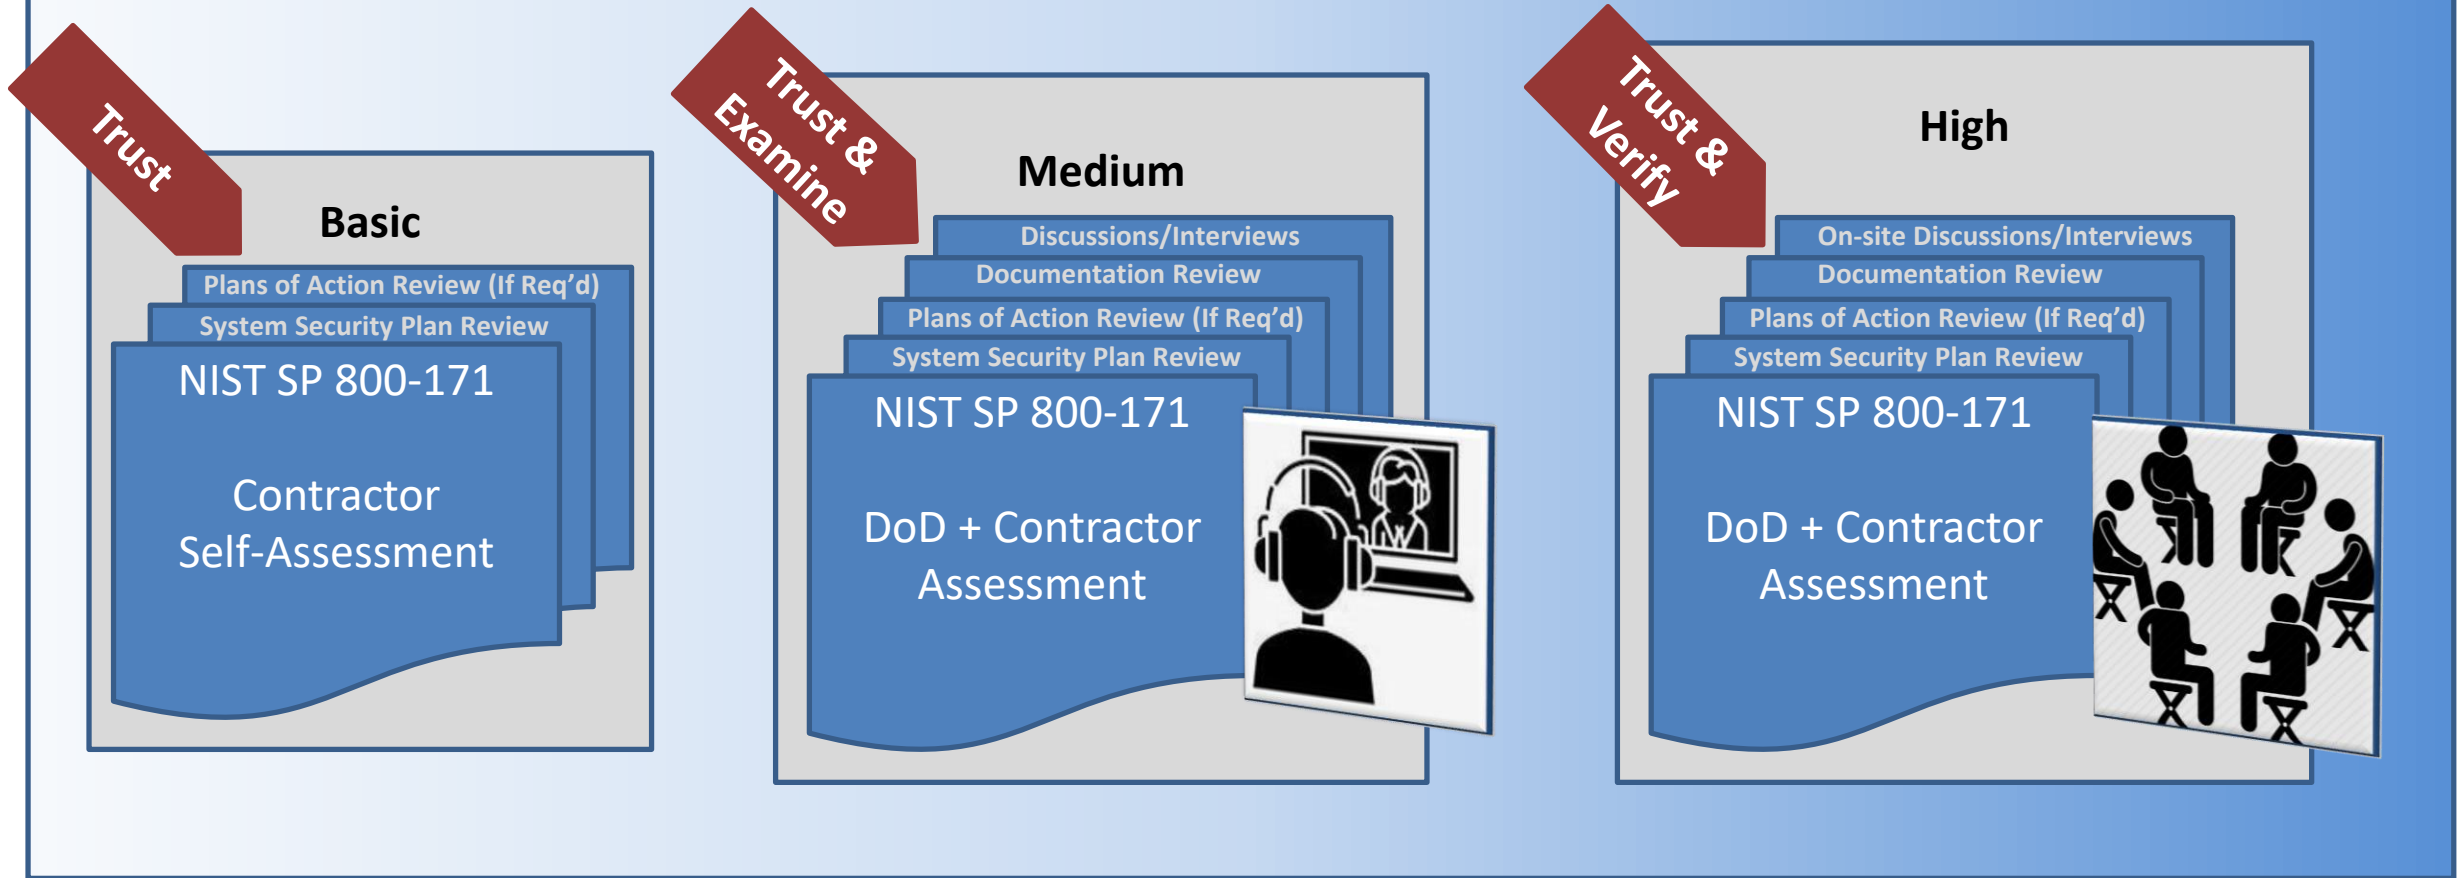 Trust
Basic
Plans of Action Review (If Req’d)
System Security Plan Review
NIST SP 800-171
Contractor
Self-Assessment
Trust &
Examine
Medium
Discussions/Interviews
Documentation Review
Plans of Action Review (If Req’d)
System Security Plan Review
NIST SP 800-171
DoD + Contractor
Assessment
Trust &
Verify
High
On-site Discussions/Interviews
Documentation Review
Plans of Action Review (If Req’d)
System Security Plan Review
NIST SP 800-171
DoD + Contractor
Assessment